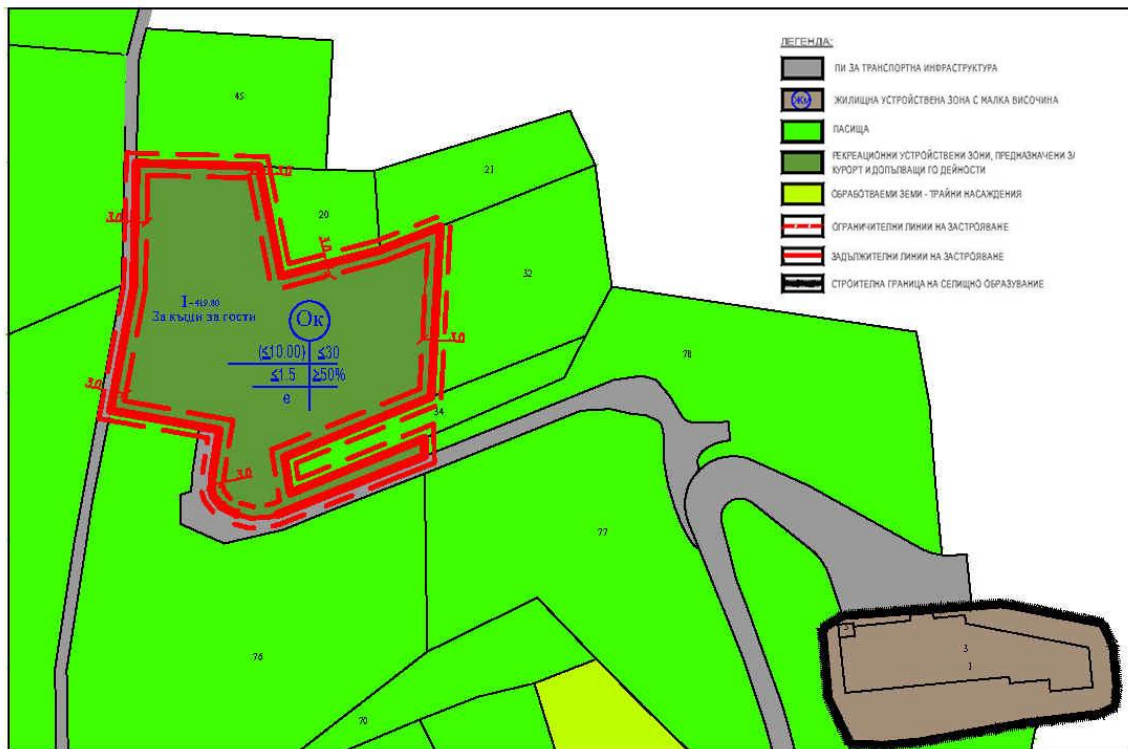 ЛЕГЕНДА:
ПИ ЗА ТРАНСПОРТНА ИНФРАСТРУКТУРА
Жм
ЖИЛИЩНА УСТРОЙСТВЕНА ЗОНА С МАЛКА ВИСОЧИНА
ПАСИЩА
РЕКРЕАЦИОННИ УСТРОЙСТВЕНИ ЗОНИ, ПРЕДНАЗНАЧЕНИ ЗА
КУРОРТ И ДОПЪЛВАЩИ ГО ДЕЙНОСТИ
ОБРАБОТВАЕМИ ЗЕМИ - ТРАЙНИ НАСАЖДЕНИЯ
ОГРАНИЧИТЕЛНИ ЛИНИИ НА ЗАСТРОЯВАНЕ
ЗАДЪЛЖИТЕЛНИ ЛИНИИ НА ЗАСТРОЯВАНЕ
СТРОИТЕЛНА ГРАНИЦА НА СЕЛИЩНО ОБРАЗУВАНИЕ
45
21
3.0
20
3.0
3.0
32
I-
За къщи за гости
Ок
(≤10.00) ≤30
≤1.5 ≥50%
е
3.0
78
3.0
34
3.0
77
76
70
3
1